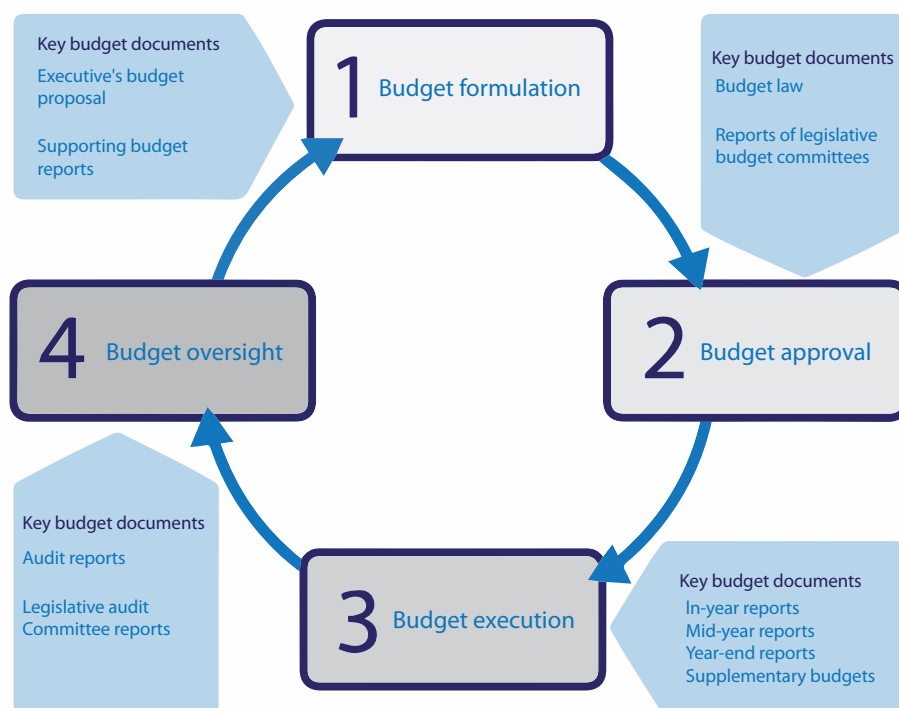 Key budget documents
Executive's budget
proposal
Supporting budget
reports
1
Budget formulation
Key budget documents
Budget law
Reports of legislative
budget committees
4
Budget oversight
2
Budget approval
Key budget documents
Audit reports
Legislative audit
Committee reports
3
Budget execution
Key budget documents
In-year reports
Mid-year reports
Year-end reports
Supplementary budgets